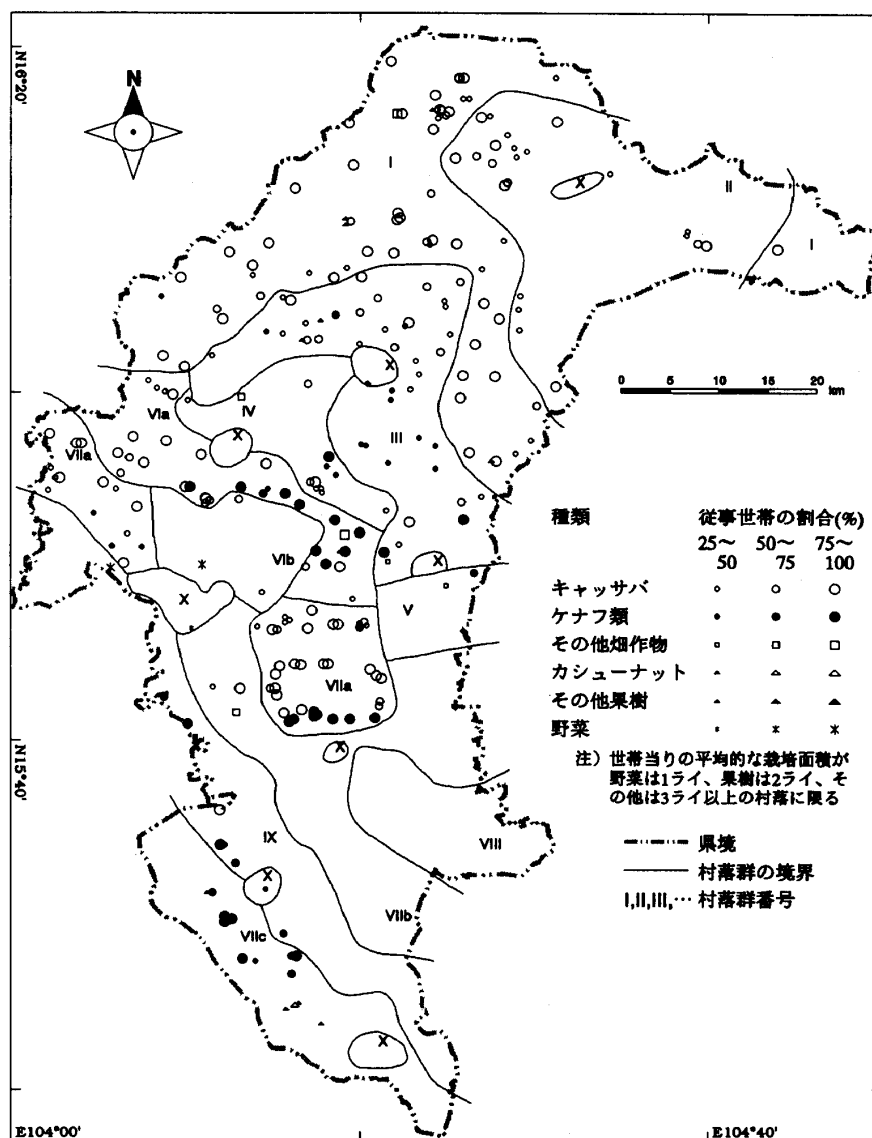 N16°20'
N
I
X
II
I
X
IV
VIa
X
III
VIIa
VIb
X
X
V
VIIa
N15°40'
X
VIII
IX
X
VIIb
VIIc
X
E104°00'
E104°40'
0 5 10 15 20
km
種類 従事世帯の割合(%)
25～ 50～ 75～
50 75 100
キャッサバ
ケナフ類
その他畑作物
カシューナット
その他果樹
野菜
注）世帯当りの平均的な栽培面積が
野菜は1ライ、果樹は2ライ、そ
の他は3ライ以上の村落に限る
県境
村落群の境界
I,II,III,… 村落群番号